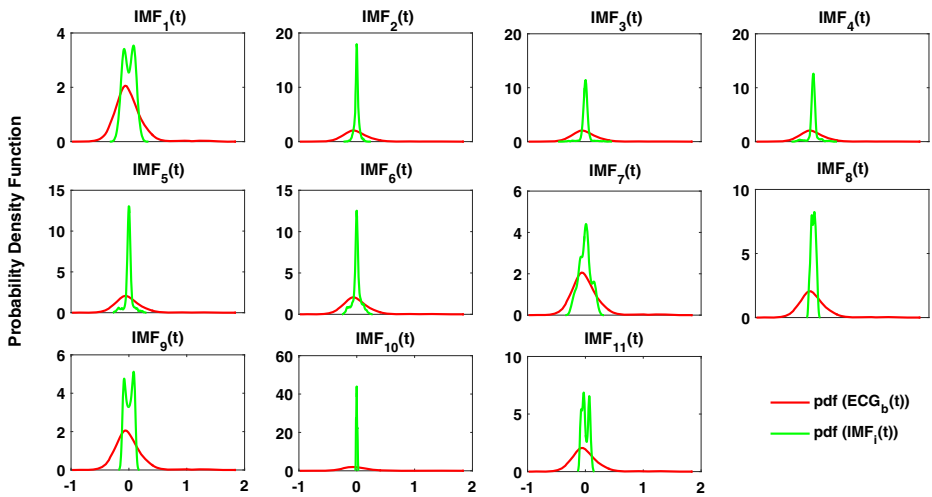 IMF1(t)
IMF2(t)
IMF3(t)
IMF4(t)
4
2
0
20
10
0
20
10
0
20
10
0
Probability Density Function
IMF5(t)
IMF6(t)
IMF7(t)
IMF8(t)
15
10
5
0
15
10
5
0
6
4
2
0
10
5
0
IMF9(t)
IMF10(t)
IMF11(t)
6
4
2
0
-1 0 1 2
60
40
20
0
-1 0 1 2
10
5
0
-1 0 1 2
pdf (ECGb(t))
pdf (IMFi(t))